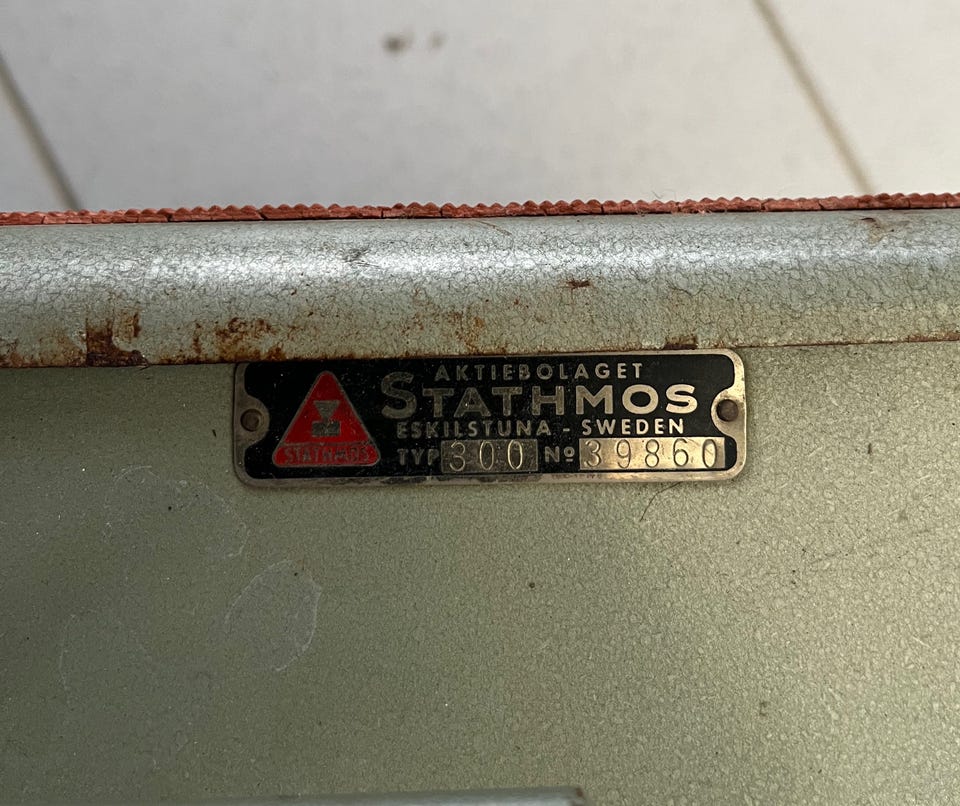 AKTIEBOLAGET
STATHMOS
ESKILSTUNA - SWEDEN
STATHMOS
TYP 300 Nº 39860